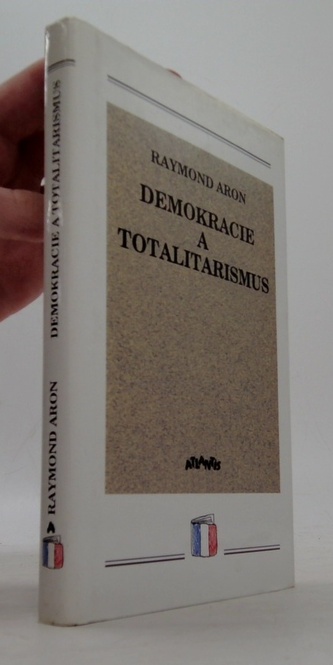 RAYMOND ARON
DEMOKRACIE
A
TOTALITARISMUS
ATLANTIS
RAYMOND ARON DEMOKRACIE A TOTALITARISMUS